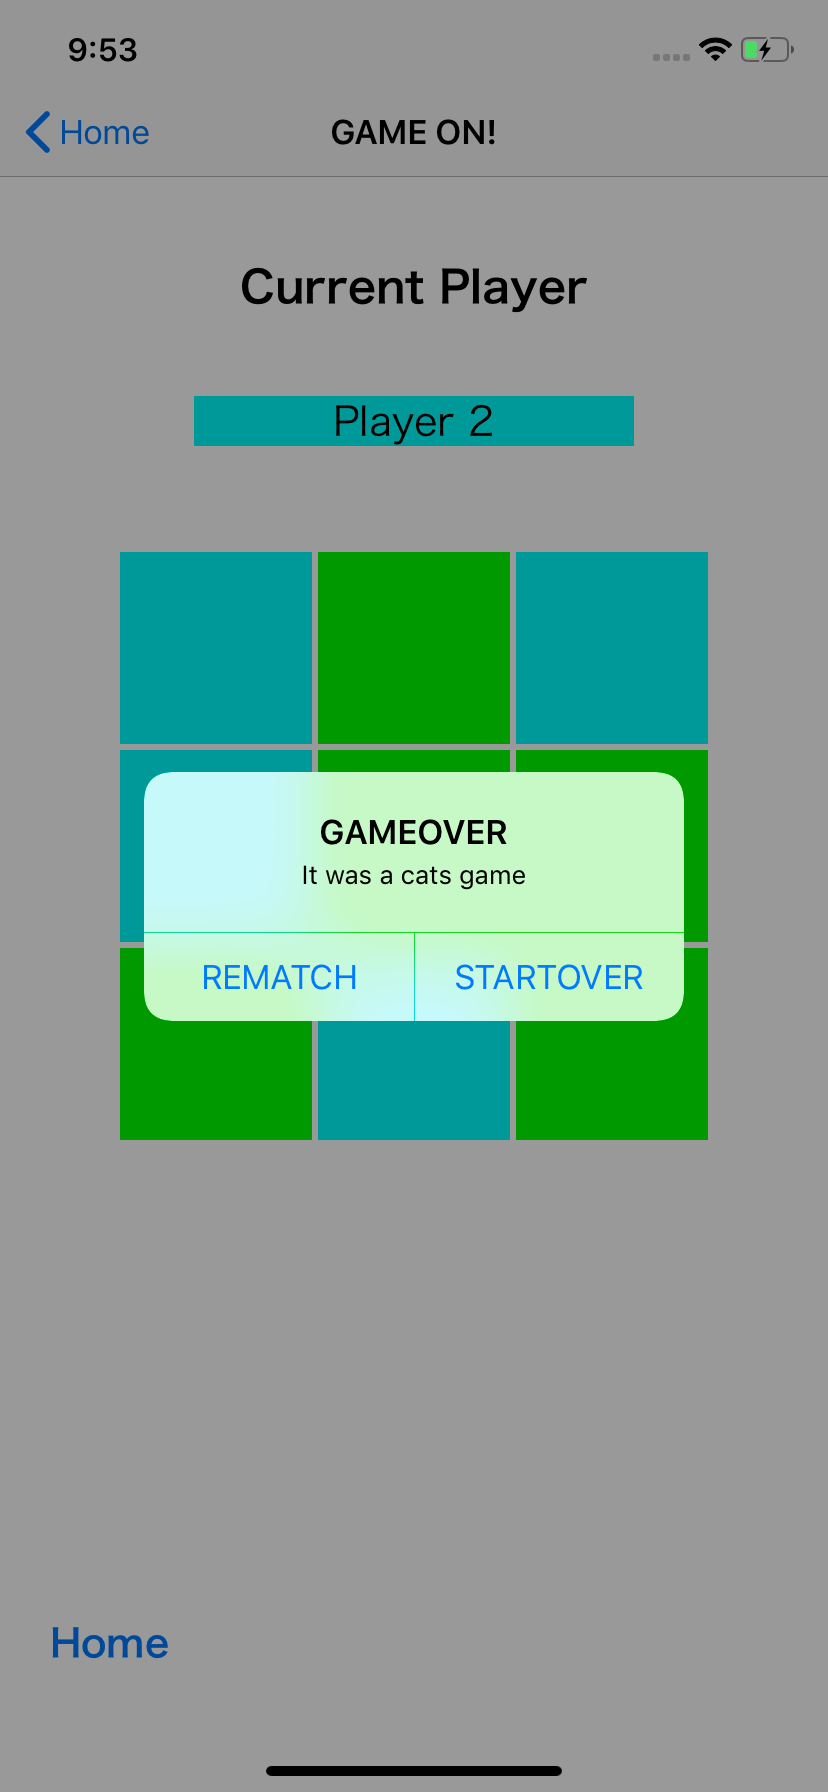 9:53
Home
GAME ON!
Current Player
Player 2
GAMEOVER
It was a cats game
REMATCH
STARTOVER
Home